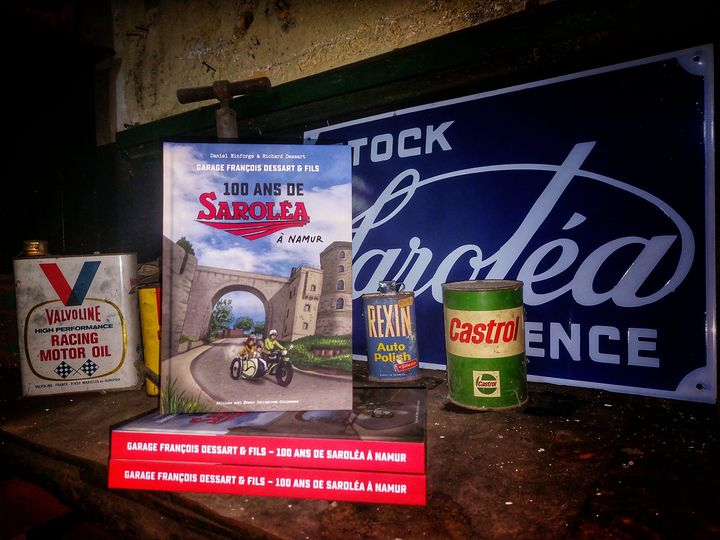 STOCK
Saroléa
ENCE
Daniel Ninforge & Richard Dessart
GARAGE FRANÇOIS DESSART & FILS
100 ANS DE
SAROLÉA
À NAMUR
VALVOLINE
HIGH PERFORMANCE
RACING
MOTOR OIL
REXIN
Auto
Polish
Castrol
Castrol
GARAGE FRANÇOIS DESSART & FILS – 100 ANS DE SAROLÉA À NAMUR
GARAGE FRANÇOIS DESSART & FILS – 100 ANS DE SAROLÉA À NAMUR